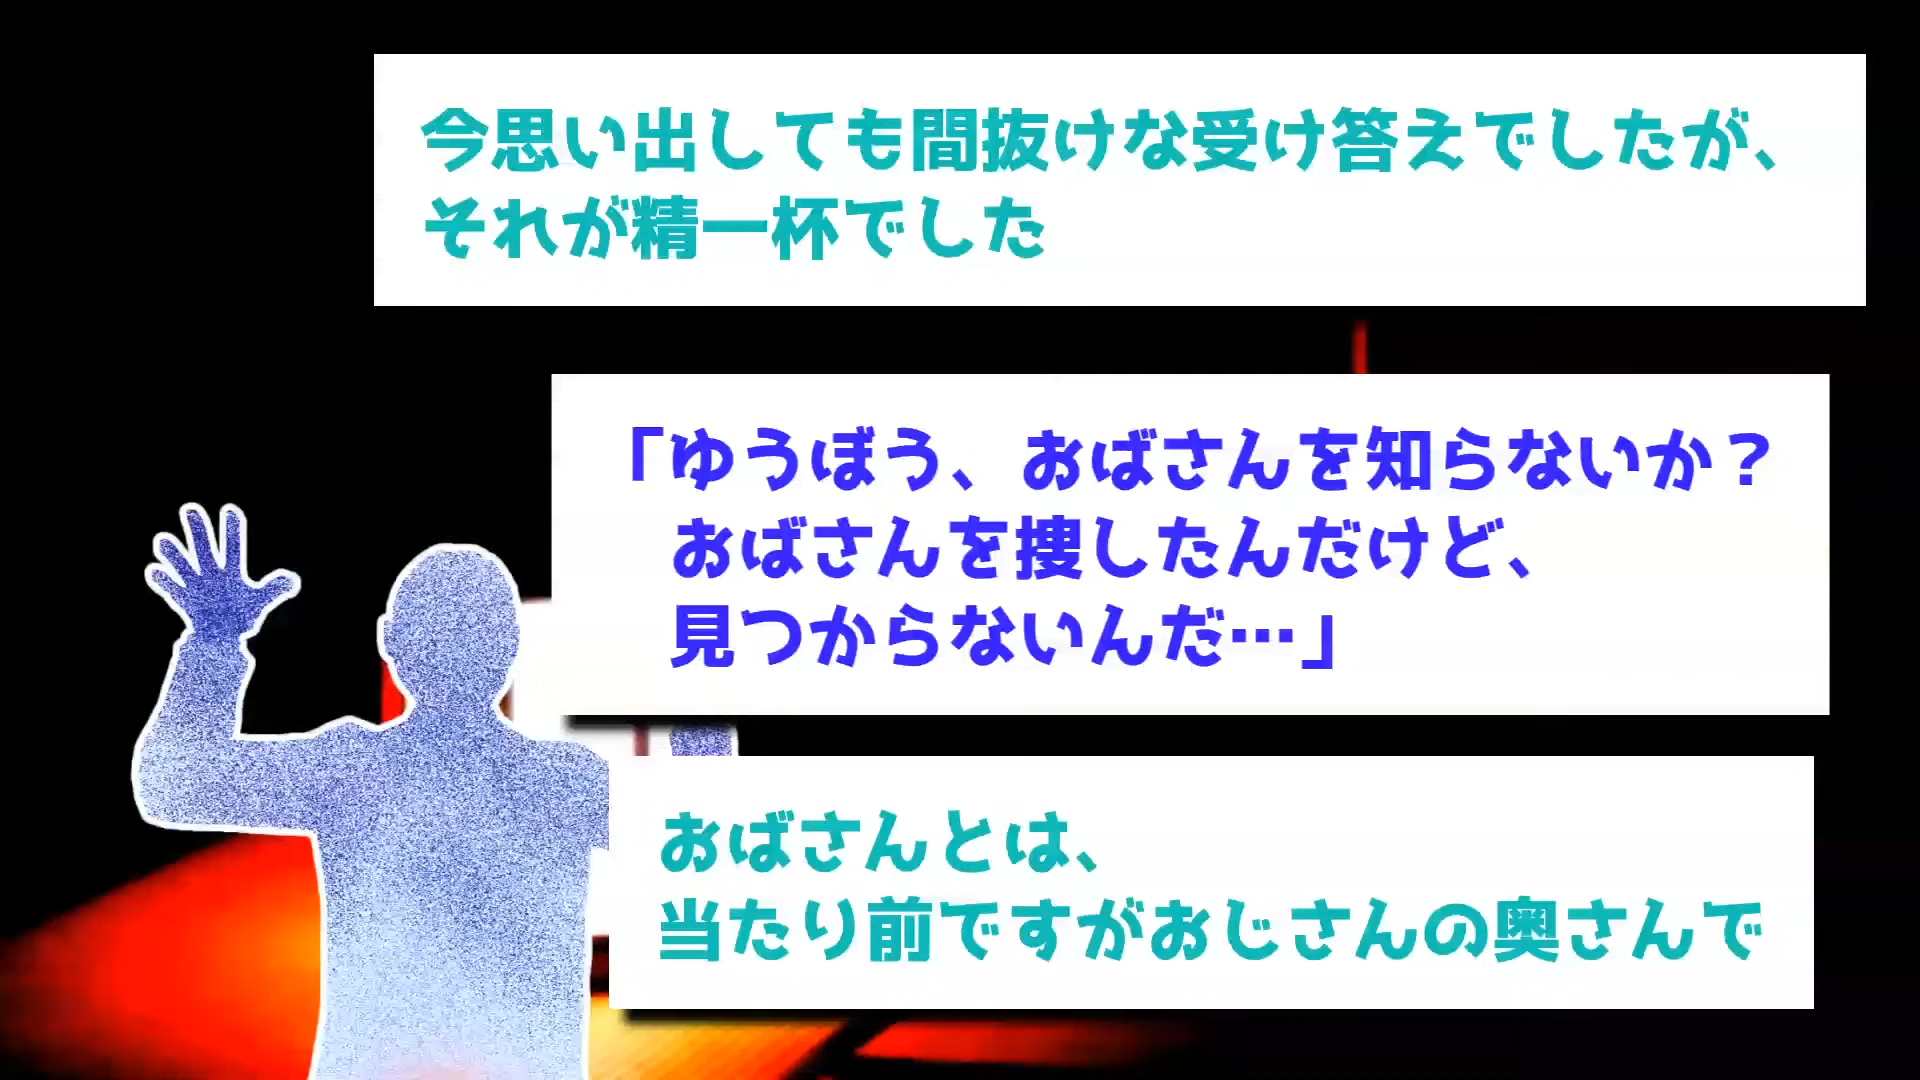 今思い出しても間抜けな受け答えでしたが、
それが精一杯でした
「ゆうぼう、おばさんを知らないか？
おばさんを捜したんだけど、
見つからないんだ…」
おばさんとは、
当たり前ですがおじさんの奥さんで